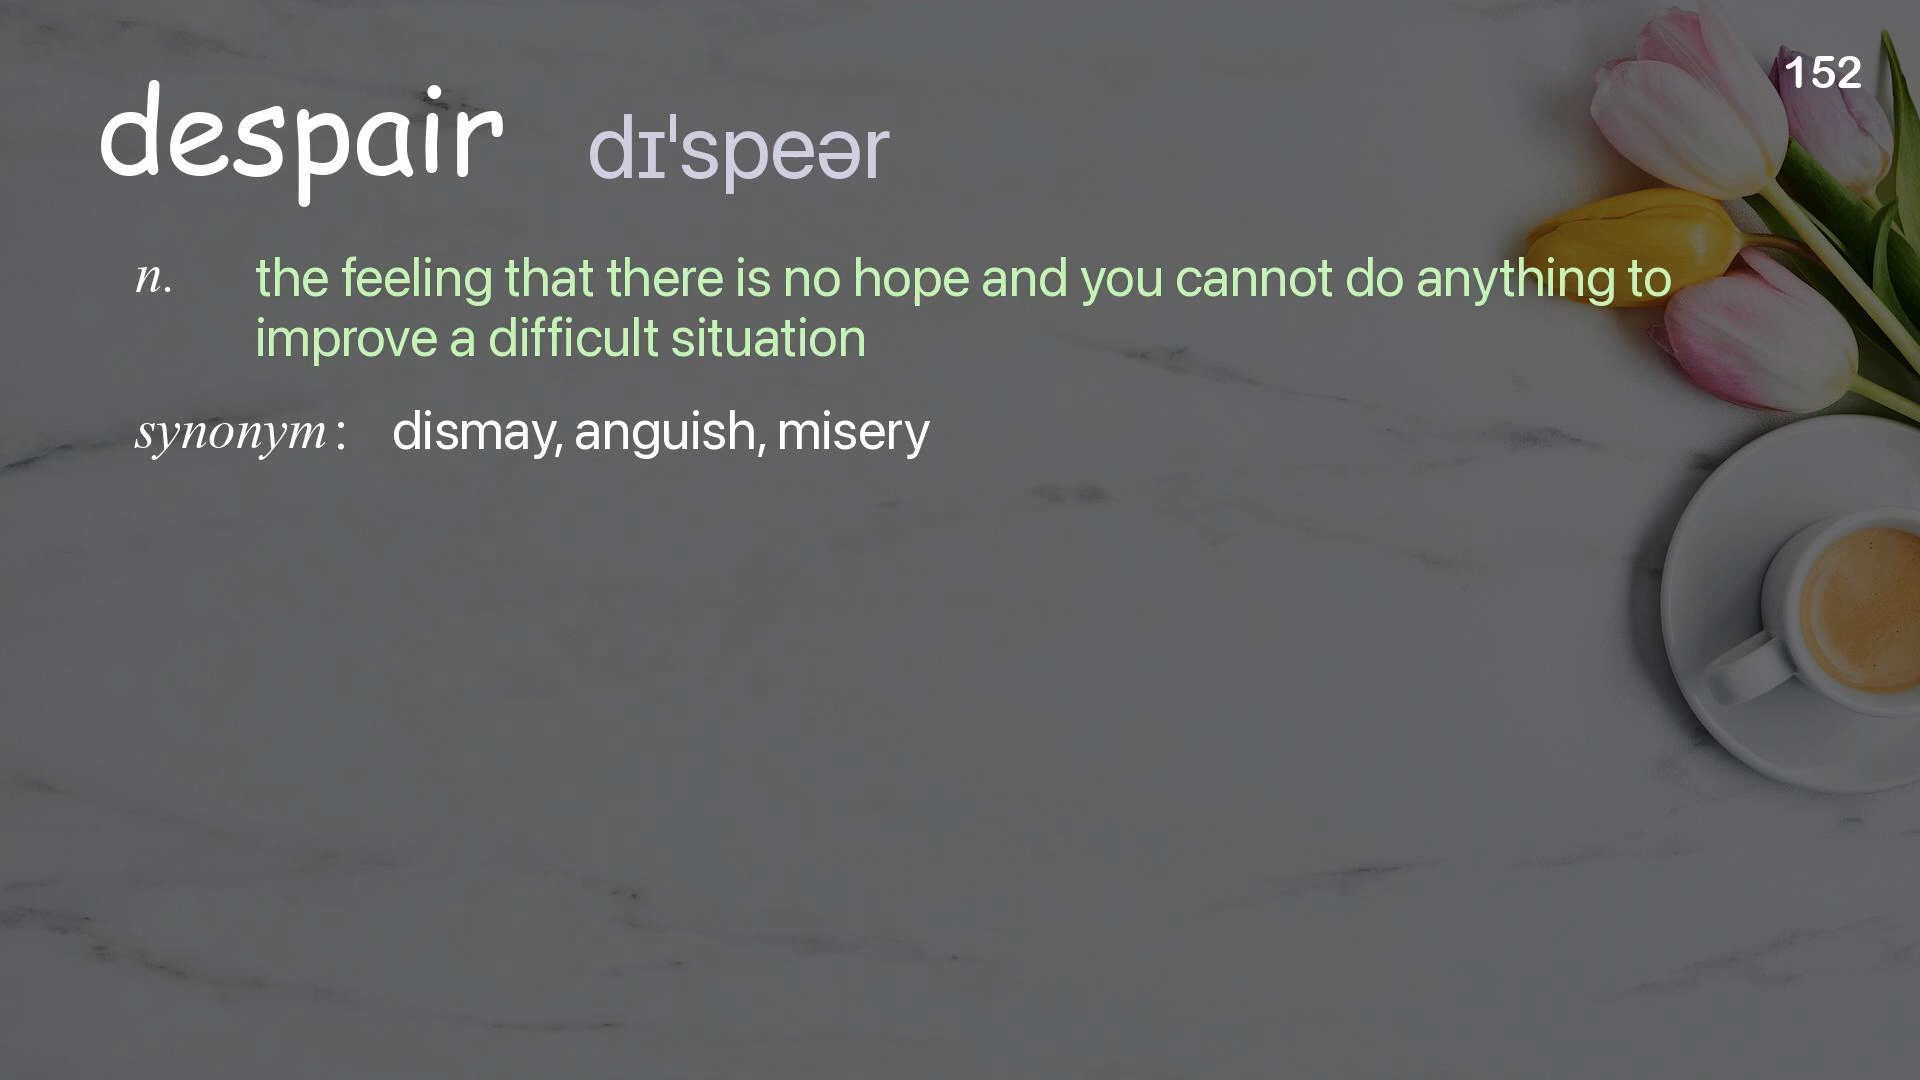 152
despair dɪˈspeər
n. the feeling that there is no hope and you cannot do anything to
improve a difficult situation
synonym: dismay, anguish, misery